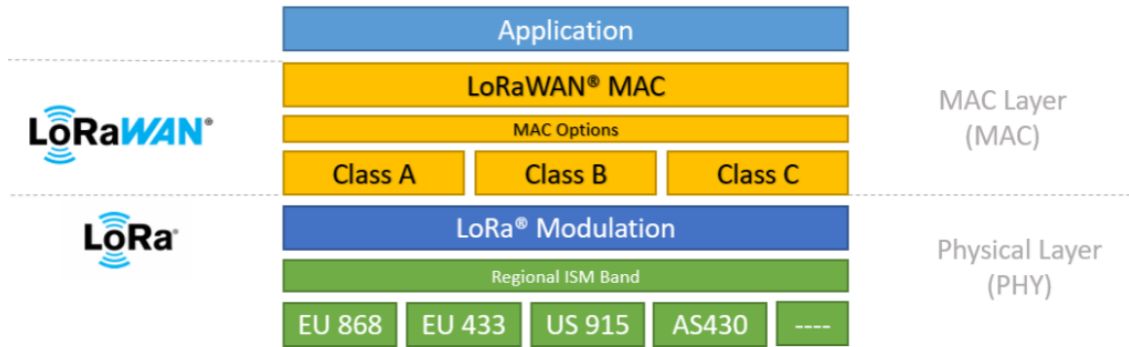 Application
LoRaWAN® MAC
MAC Options
Class A Class B Class C
LoRaWAN®
MAC Layer
(MAC)
LoRa® Modulation
Regional ISM Band
EU 868 EU 433 US 915 AS430 ----
LoRa®
Physical Layer
(PHY)